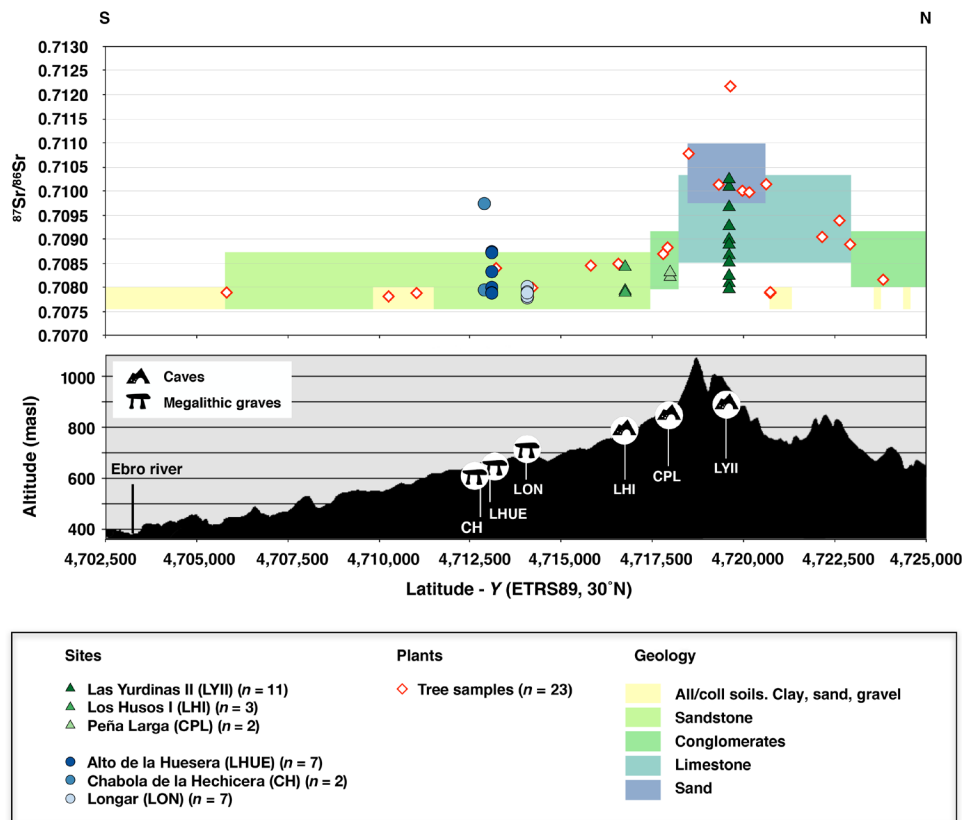 S N
0.7130
0.7125
0.7120
0.7115
0.7110
0.7105
0.7100
0.7095
0.7090
0.7085
0.7080
0.7075
0.7070
⁸⁷Sr/⁸⁶Sr
Caves
Megalithic graves
Ebro river
1000
800
600
400
Altitude (masl)
CH
LHUE
LON
LHI
CPL
LYII
4,702,500 4,705,000 4,707,500 4,710,000 4,712,500 4,715,000 4,717,500 4,720,000 4,722,500 4,725,000
Latitude - Y (ETRS89, 30˚N)
Sites
Las Yurdinas II (LYII) (n = 11)
Los Husos I (LHI) (n = 3)
Peña Larga (CPL) (n = 2)
Alto de la Huesera (LHUE) (n = 7)
Chabola de la Hechicera (CH) (n = 2)
Longar (LON) (n = 7)
Plants
Tree samples (n = 23)
Geology
All/coll soils. Clay, sand, gravel
Sandstone
Conglomerates
Limestone
Sand